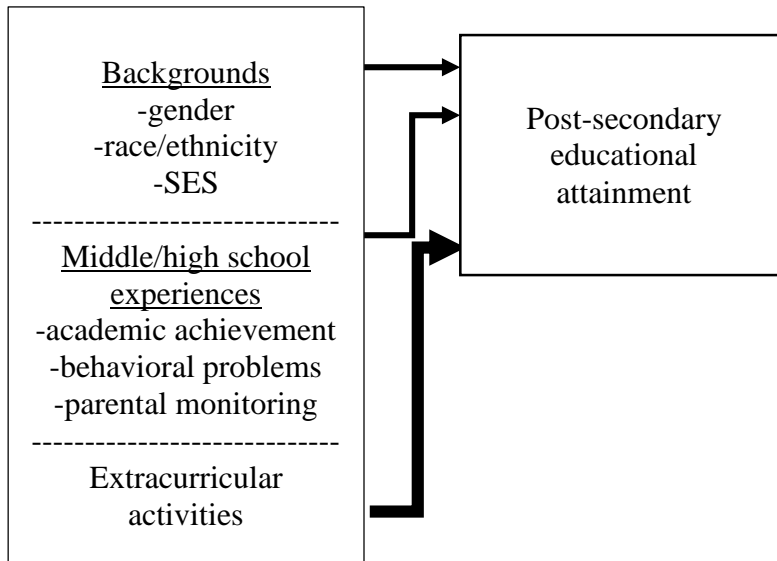 Backgrounds
-gender
-race/ethnicity
-SES
Middle/high school
experiences
-academic achievement
-behavioral problems
-parental monitoring
Extracurricular
activities
Post-secondary
educational
attainment